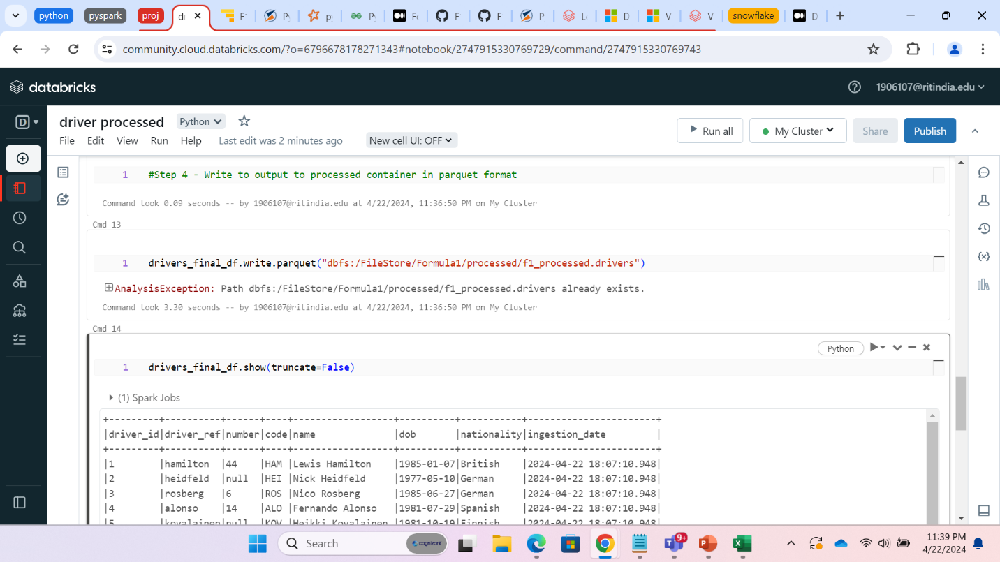 python
pyspark
proj
snowflake
community.cloud.databricks.com/?o=6796678178271343#notebook/2747915330769729/command/2747915330769743
databricks
1906107@ritindia.edu
D
driver processed
Python
Run all
My Cluster
Share
Publish
File Edit View Run Help Last edit was 2 minutes ago New cell UI: OFF
1 #Step 4 - Write to output to processed container in parquet format
Command took 0.09 seconds -- by 1906107@ritindia.edu at 4/22/2024, 11:36:50 PM on My Cluster
Cmd 13
1 drivers_final_df.write.parquet("dbfs:/FileStore/Formula1/processed/f1_processed.drivers")
AnalysisException: Path dbfs:/FileStore/Formula1/processed/f1_processed.drivers already exists.
Command took 3.30 seconds -- by 1906107@ritindia.edu at 4/22/2024, 11:36:50 PM on My Cluster
Cmd 14
Python
1 drivers_final_df.show(truncate=False)
(1) Spark Jobs
+---------+----------+------+----+------------------+----------+-----------+-----------------------+
|driver_id|driver_ref|number|code|name              |dob       |nationality|ingestion_date         |
+---------+----------+------+----+------------------+----------+-----------+-----------------------+
|1        |hamilton  |44    |HAM |Lewis Hamilton    |1985-01-07|British    |2024-04-22 18:07:10.948|
|2        |heidfeld  |null  |HEI |Nick Heidfeld     |1977-05-10|German     |2024-04-22 18:07:10.948|
|3        |rosberg   |6     |ROS |Nico Rosberg      |1985-06-27|German     |2024-04-22 18:07:10.948|
|4        |alonso    |14    |ALO |Fernando Alonso   |1981-07-29|Spanish    |2024-04-22 18:07:10.948|
|5        |kovalainen|null  |KOV |Heikki Kovalainen |1981-10-19|Finnish    |2024-04-22 18:07:10.948|
Search
cognizant
9+
11:39 PM
4/22/2024